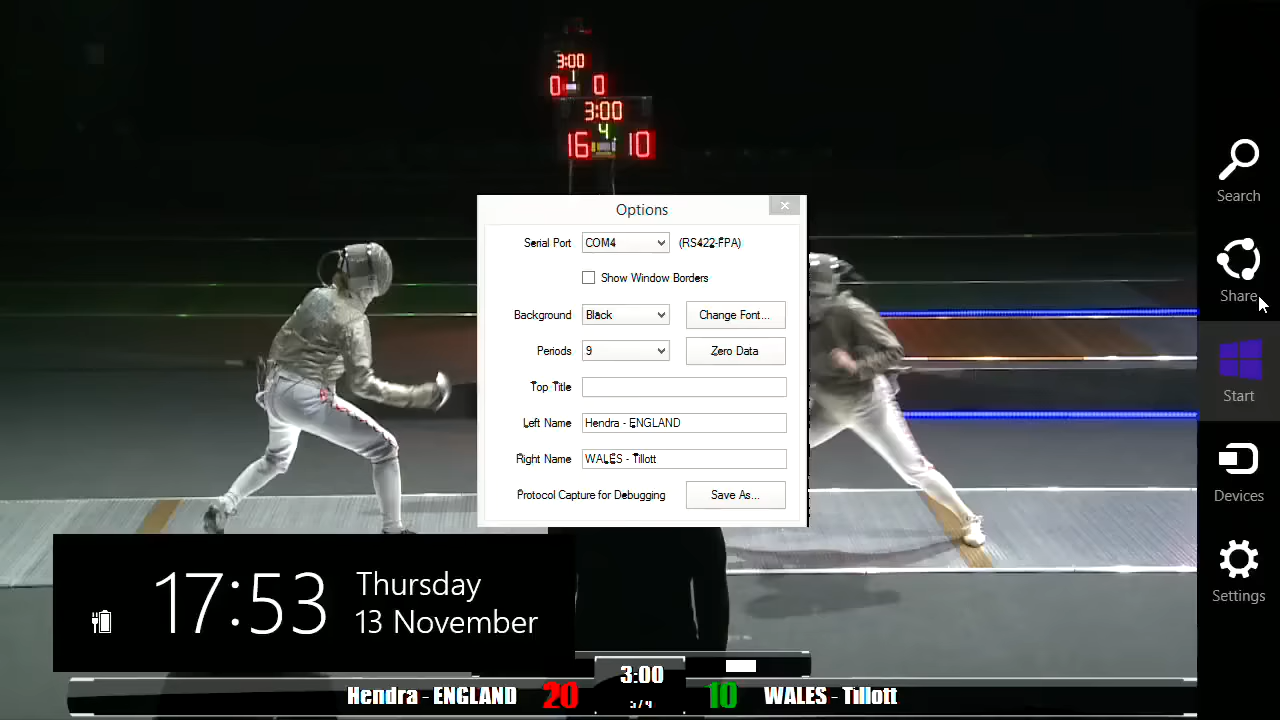 3:00
1
0 0
3:00
4
16 10
Options
Serial Port COM4 (RS422-FPA)
Show Window Borders
Background Black Change Font...
Periods 9 Zero Data
Top Title
Left Name Hendra - ENGLAND
Right Name WALES - Tillott
Protocol Capture for Debugging Save As...
Search
Share
Start
Devices
Settings
17:53 Thursday
13 November
3:00
Hendra - ENGLAND 20 5/9 10 WALES - Tillott